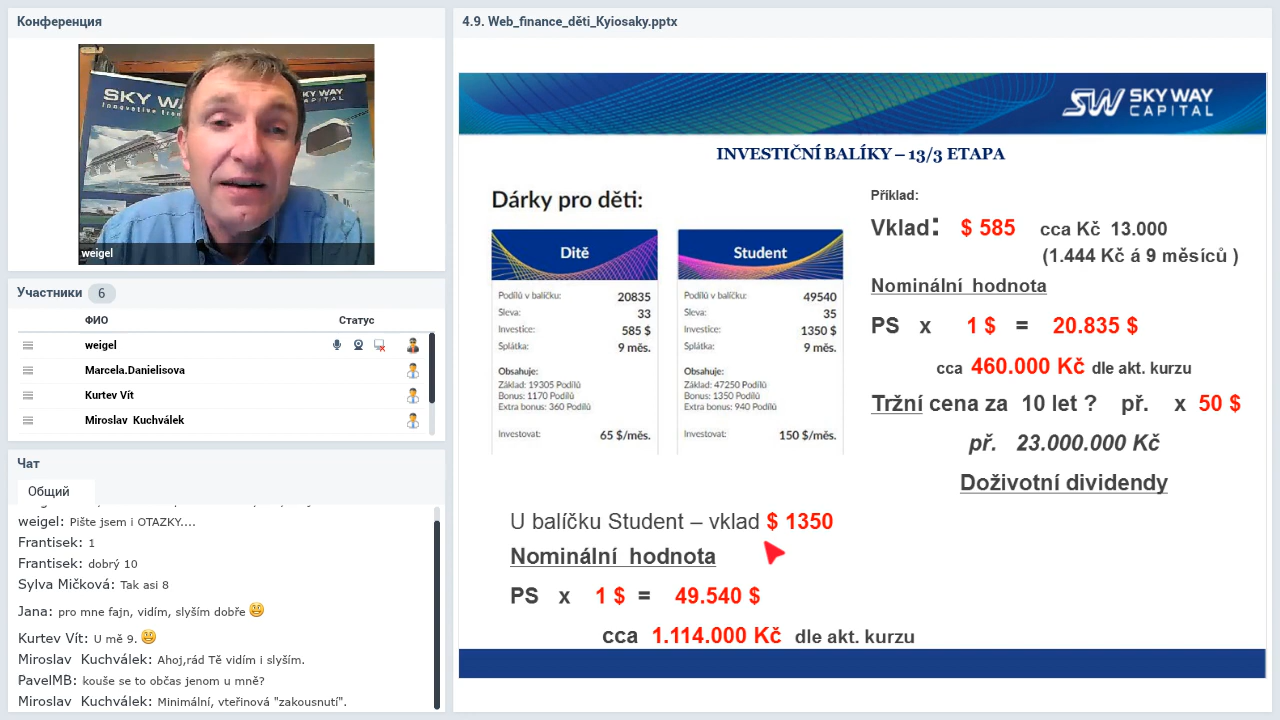 Конференция
SKY W
WAY
Innovative tran
CAPITAL
weigel
Участники 6
ФИО Статус
weigel
Marcela.Danielisova
Kurtev Vít
Miroslav Kuchválek
Чат
Общий
weigel: Pište jsem i OTAZKY....
Frantisek: 1
Frantisek: dobrý 10
Sylva Mičková: Tak asi 8
Jana: pro mne fajn, vidím, slyším dobře
Kurtev Vít: U mě 9.
Miroslav Kuchválek: Ahoj,rád Tě vidím i slyším.
PavelMB: kouše se to občas jenom u mně?
Miroslav Kuchválek: Minimální, vteřinová "zakousnutí".
4.9. Web_finance_děti_Kyiosaky.pptx
SW SKY WAY
CAPITAL
INVESTIČNÍ BALÍKY – 13/3 ETAPA
Dárky pro děti:
Ditě
Podílů v balíčku: 20835
Sleva: 33
Investice: 585 $
Splátka: 9 měs.
Obsahuje:
Základ: 19305 Podílů
Bonus: 1170 Podílů
Extra bonus: 360 Podílů
Investovat: 65 $/měs.
Student
Podílů v balíčku: 49540
Sleva: 35
Investice: 1350 $
Splátka: 9 měs.
Obsahuje:
Základ: 47250 Podílů
Bonus: 1350 Podílů
Extra bonus: 940 Podílů
Investovat: 150 $/měs.
Příklad:
Vklad: $ 585 cca Kč 13.000
(1.444 Kč á 9 měsíců )
Nominální hodnota
PS x 1 $ = 20.835 $
cca 460.000 Kč dle akt. kurzu
Tržní cena za 10 let ? př. x 50 $
př. 23.000.000 Kč
Doživotní dividendy
U balíčku Student – vklad $ 1350
Nominální hodnota
PS x 1 $ = 49.540 $
cca 1.114.000 Kč dle akt. kurzu